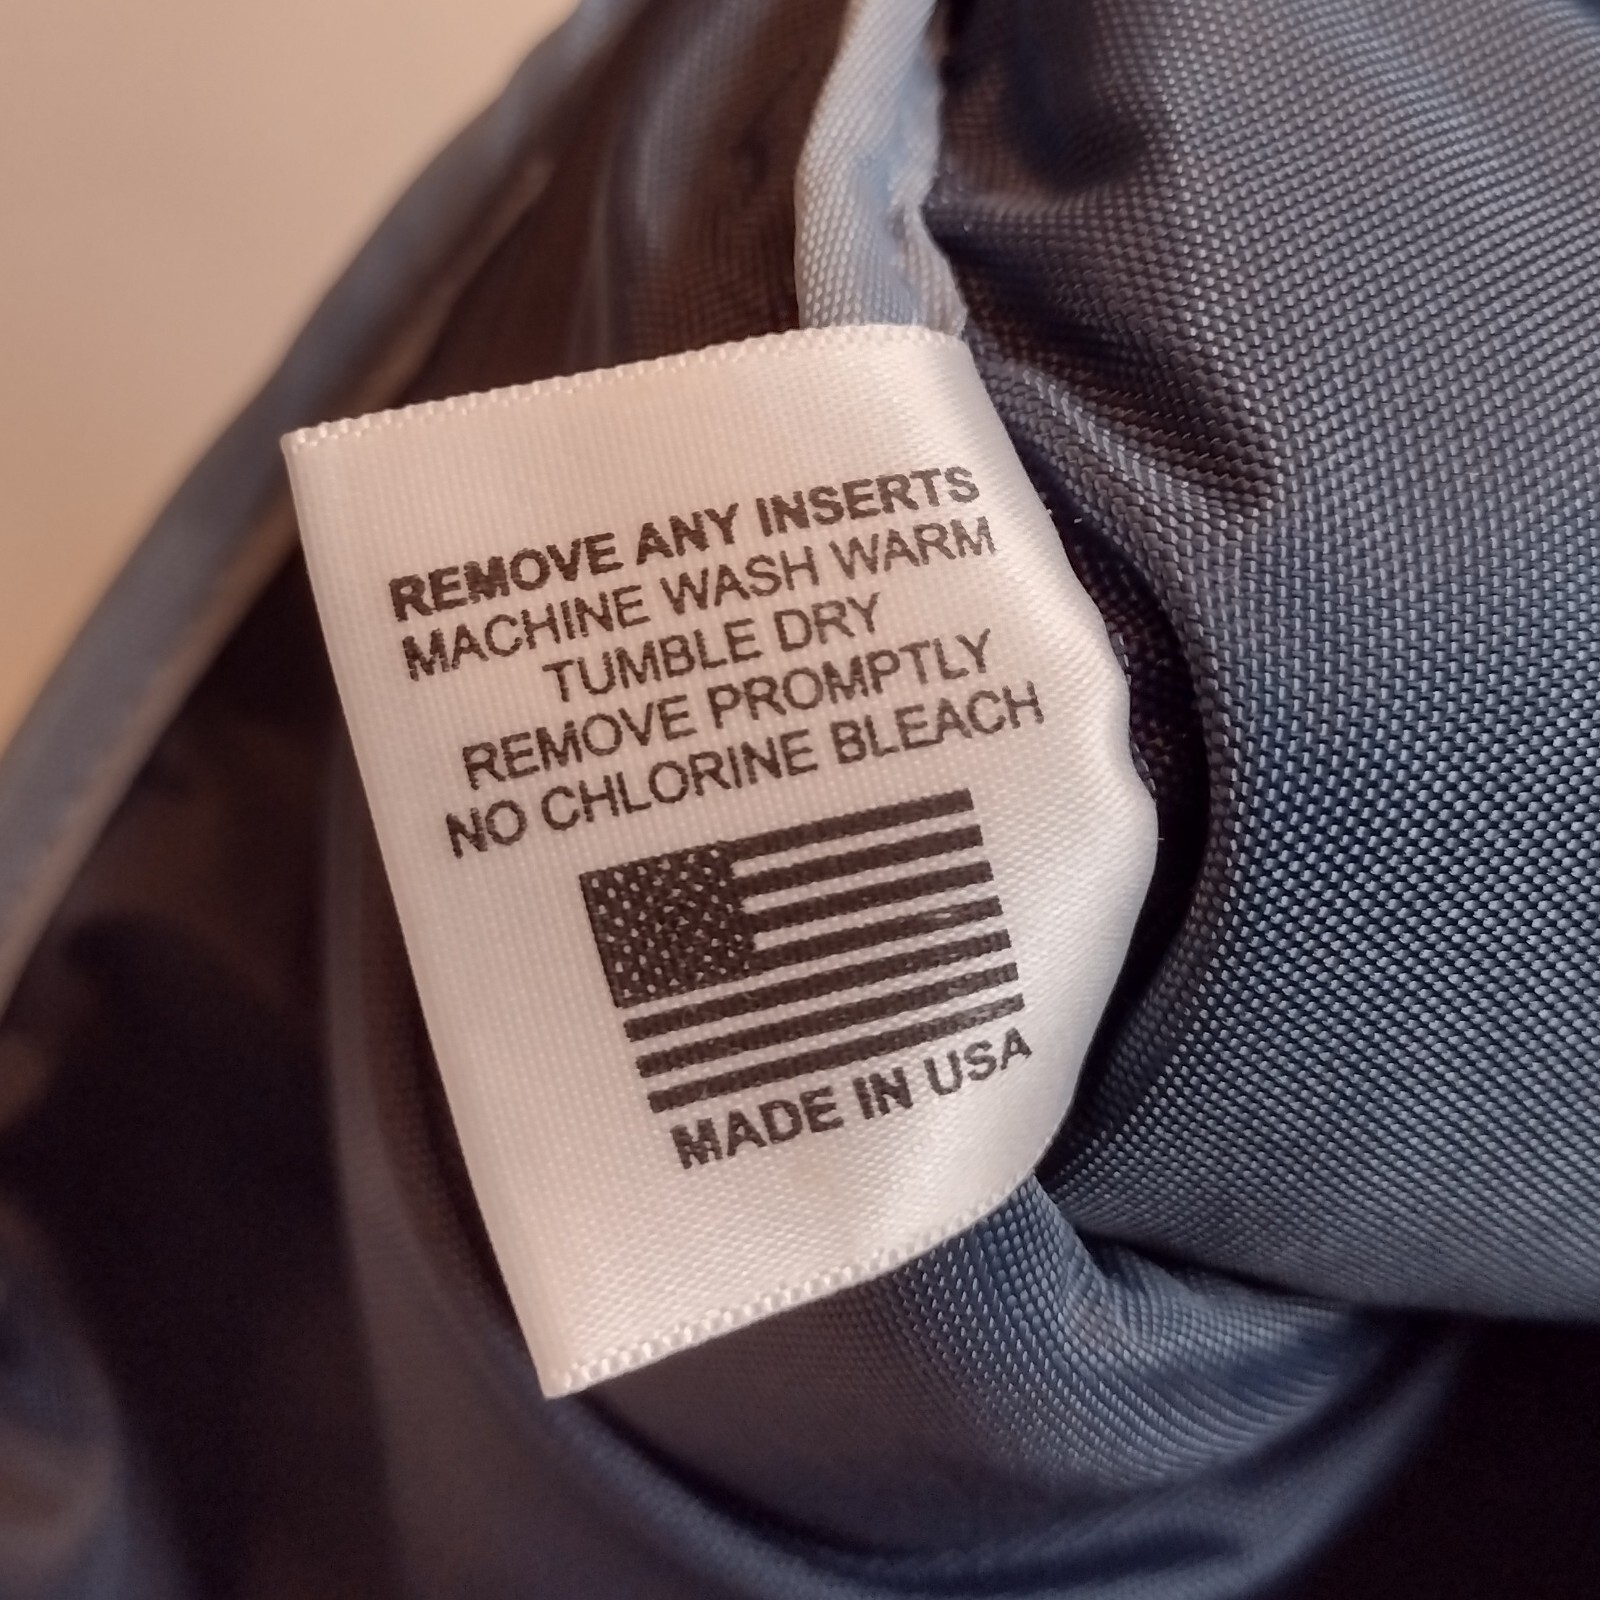 REMOVE ANY INSERTS
MACHINE WASH WARM
TUMBLE DRY
REMOVE PROMPTLY
NO CHLORINE BLEACH
MADE IN USA